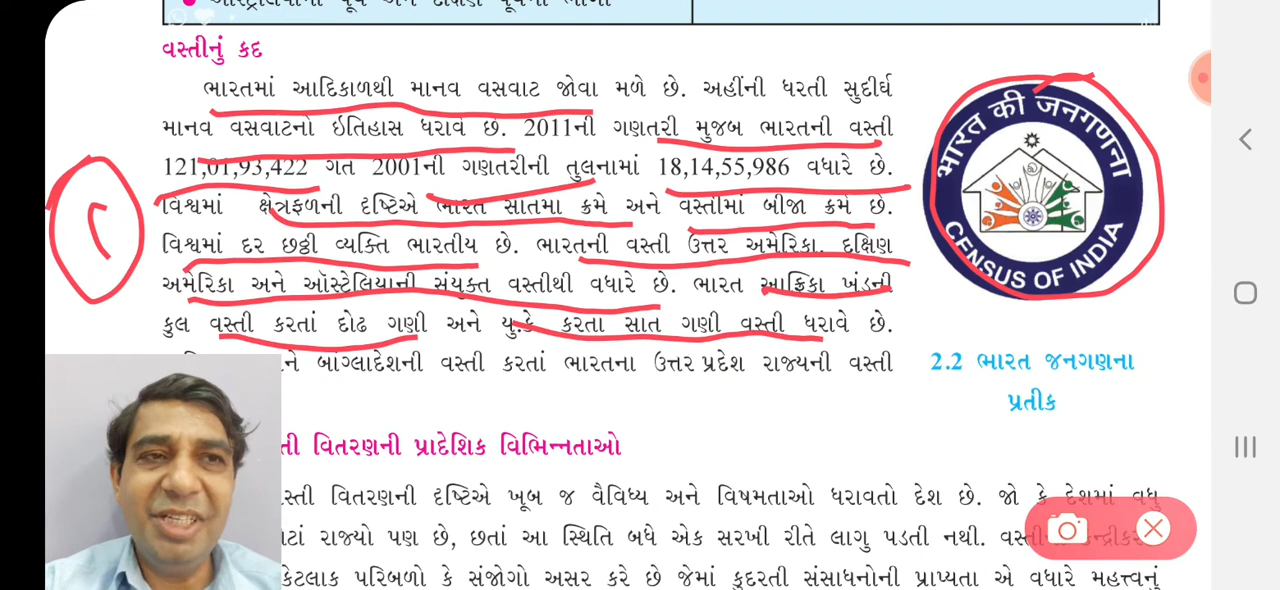 વસ્તીનું કદ
ભારતમાં આદિકાળથી માનવ વસવાટ જોવા મળે છે. અહીંની ધરતી સુદીર્ઘ
માનવ વસવાટનો ઇતિહાસ ધરાવે છે. 2011ની ગણતરી મુજબ ભારતની વસ્તી
121,01,93,422 ગત 2001ની ગણતરીની તુલનામાં 18,14,55,986 વધારે છે.
વિશ્વમાં ક્ષેત્રફળની દૃષ્ટિએ ભારત સાતમા ક્રમે અને વસ્તીમાં બીજા ક્રમે છે.
વિશ્વમાં દર છઠ્ઠી વ્યક્તિ ભારતીય છે. ભારતની વસ્તી ઉત્તર અમેરિકા, દક્ષિણ
અમેરિકા અને ઑસ્ટ્રેલિયાની સંયુક્ત વસ્તીથી વધારે છે. ભારત આફ્રિકા ખંડની
કુલ વસ્તી કરતાં દોઢ ગણી અને યુ.કે કરતા સાત ગણી વસ્તી ધરાવે છે.
ને બાંગ્લાદેશની વસ્તી કરતાં ભારતના ઉત્તર પ્રદેશ રાજ્યની વસ્તી
भारत की जनगणना
CENSUS OF INDIA
2.2 ભારત જનગણના
પ્રતીક
વિતરણની પ્રાદેશિક વિભિન્નતાઓ
વિતરણની દૃષ્ટિએ ખૂબ જ વૈવિધ્ય અને વિષમતાઓ ધરાવતો દેશ છે. જો કે દેશમાં વધુ
રાજ્યો પણ છે, છતાં આ સ્થિતિ બધે એક સરખી રીતે લાગુ પડતી નથી.
કેટલાક પરિબળો કે સંજોગો અસર કરે છે જેમાં કુદરતી સંસાધનોની પ્રાપ્યતા એ વધારે મહત્ત્વનું